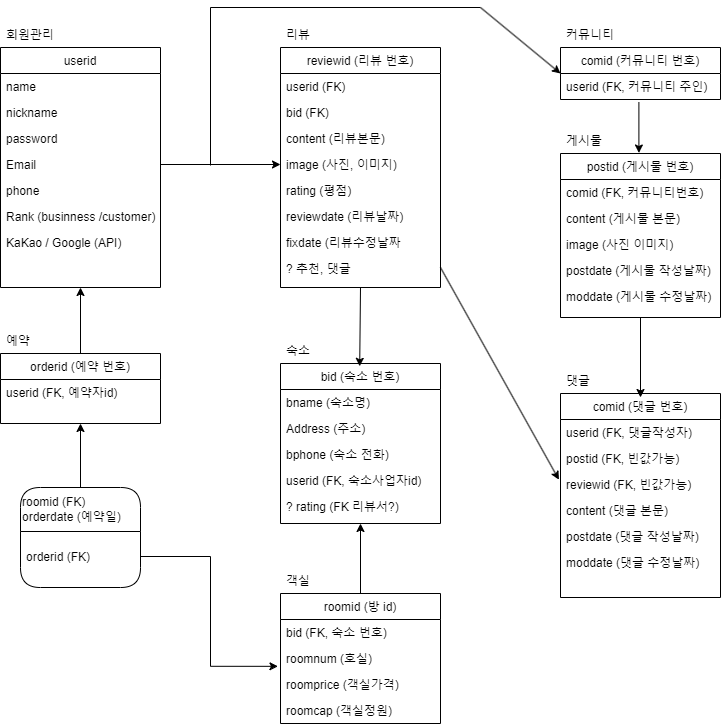 회원관리
userid
name
nickname
password
Email
phone
Rank (businness /customer)
KaKao / Google (API)
예약
orderid (예약 번호)
userid (FK, 예약자id)
roomid (FK)
orderdate (예약일)
orderid (FK)
리뷰
reviewid (리뷰 번호)
userid (FK)
bid (FK)
content (리뷰본문)
image (사진, 이미지)
rating (평점)
reviewdate (리뷰날짜)
fixdate (리뷰수정날짜
? 추천, 댓글
숙소
bid (숙소 번호)
bname (숙소명)
Address (주소)
bphone (숙소 전화)
userid (FK, 숙소사업자id)
? rating (FK 리뷰서?)
객실
roomid (방 id)
bid (FK, 숙소 번호)
roomnum (호실)
roomprice (객실가격)
roomcap (객실정원)
커뮤니티
comid (커뮤니티 번호)
userid (FK, 커뮤니티 주인)
게시물
postid (게시물 번호)
comid (FK, 커뮤니티번호)
content (게시물 본문)
image (사진 이미지)
postdate (게시물 작성날짜)
moddate (게시물 수정날짜)
댓글
comid (댓글 번호)
userid (FK, 댓글작성자)
postid (FK, 빈값가능)
reviewid (FK, 빈값가능)
content (댓글 본문)
postdate (댓글 작성날짜)
moddate (댓글 수정날짜)